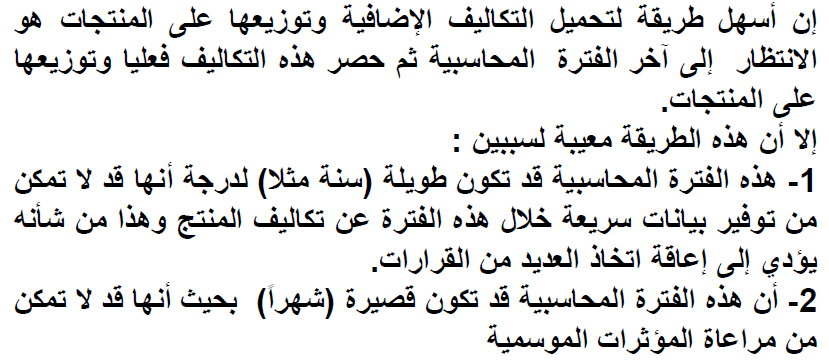 إن أسهل طريقة لتحميل التكاليف الإضافية وتوزيعها على المنتجات هو
الانتظار إلى آخر الفترة المحاسبية ثم حصر هذه التكاليف فعليا وتوزيعها
على المنتجات.
إلا أن هذه الطريقة معيبة لسببين :
1- هذه الفترة المحاسبية قد تكون طويلة (سنة مثلا) لدرجة أنها قد لا تمكن
من توفير بيانات سريعة خلال هذه الفترة عن تكاليف المنتج وهذا من شأنه
يؤدي إلى إعاقة اتخاذ العديد من القرارات.
2- أن هذه الفترة المحاسبية قد تكون قصيرة (شهراً) بحيث أنها قد لا تمكن
من مراعاة المؤثرات الموسمية